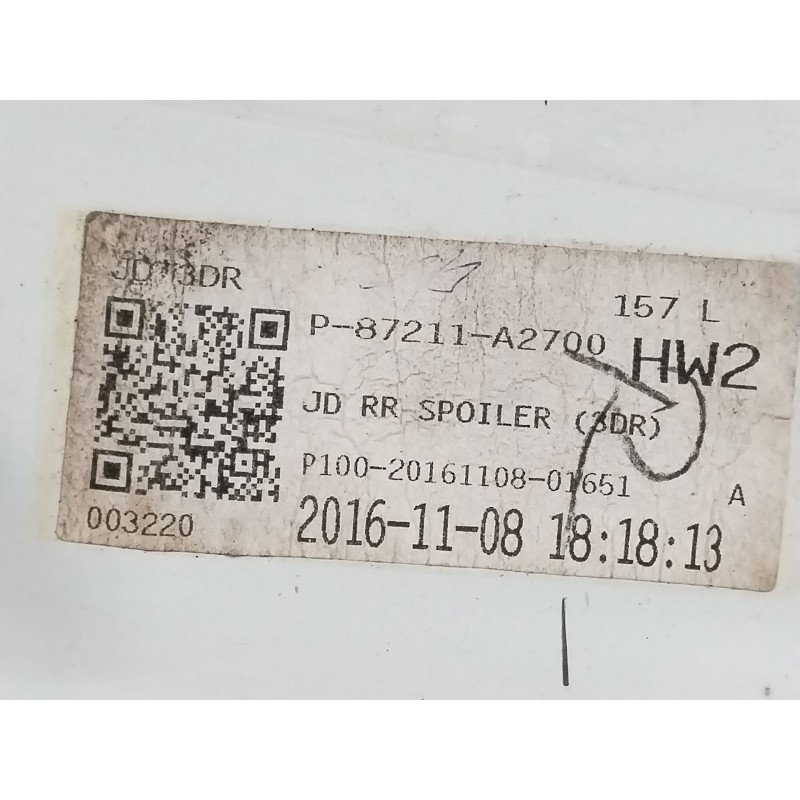 JD 3DR
157 L
P-87211-A2700
HW2
JD RR SPOILER (3DR)
P100-20161108-01651
A
003220
2016-11-08 18:18:13